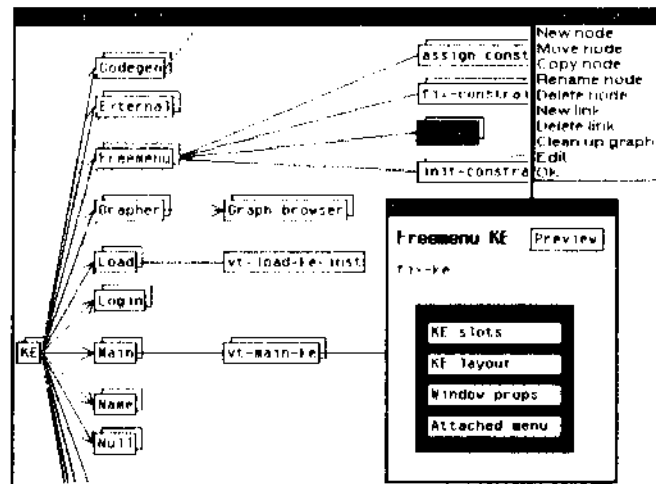 New node
Move node
Copy node
Rename node
Delete node
New link
Delete link
Clean up graph
Edit
Ok
Codegen
External
Freemenu
Grapher
Graph browser
Load
vt-load-ke-inst
Login
KE
Main
vt-main-ke
Name
Null
assign const
fix-constrai
init-constra
Freemenu KE
Preview
KE slots
KE layout
Window props
Attached menu